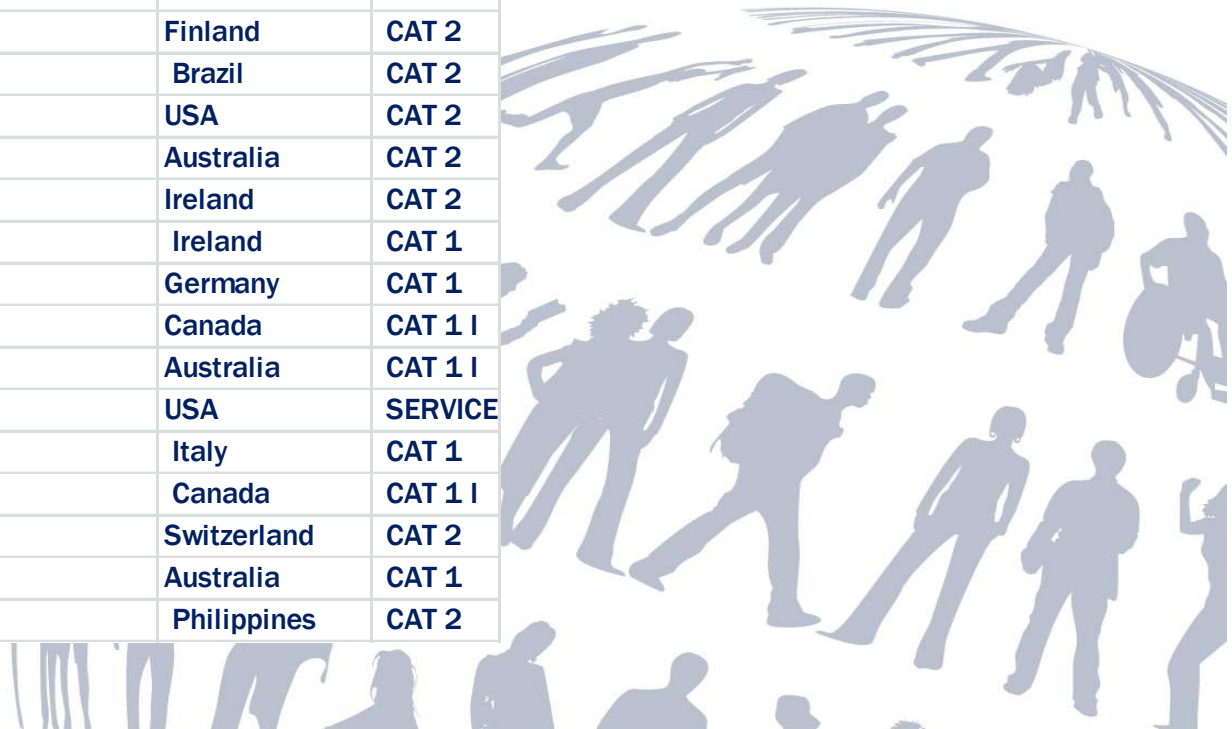 Finland CAT 2
Brazil CAT 2
USA CAT 2
Australia CAT 2
Ireland CAT 2
Ireland CAT 1
Germany CAT 1
Canada CAT 1 I
Australia CAT 1 I
USA SERVICE
Italy CAT 1
Canada CAT 1 I
Switzerland CAT 2
Australia CAT 1
Philippines CAT 2